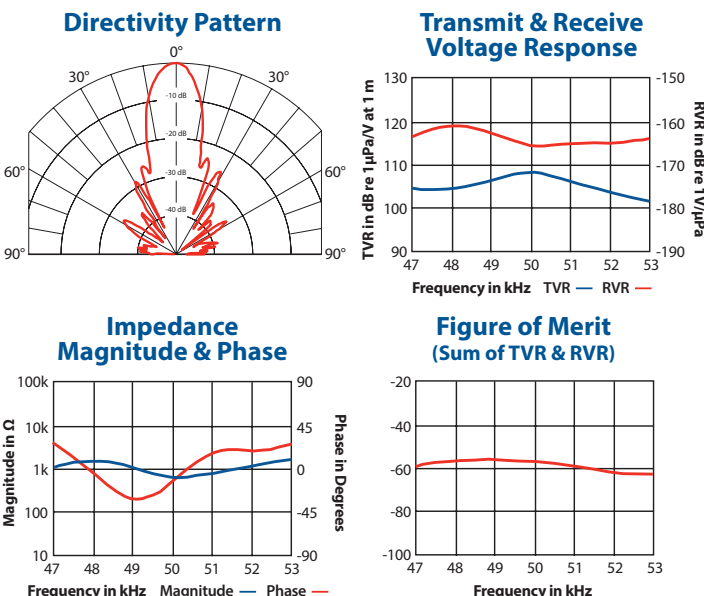 Directivity Pattern
0°
30°
30°
60°
60°
90°
90°
-10 dB
-20 dB
-30 dB
-40 dB
Transmit & Receive
Voltage Response
TVR in dB re 1µPa/V at 1 m
130
120
110
100
90
-150
-160
-170
-180
-190
RVR in dB re 1V/µPa
47 48 49 50 51 52 53
Frequency in kHz TVR RVR
Impedance
Magnitude & Phase
Magnitude in Ω
100k
10k
1k
100
10
90
45
0
-45
-90
Phase in Degrees
47 48 49 50 51 52 53
Frequency in kHz Magnitude Phase
Figure of Merit
(Sum of TVR & RVR)
-20
-40
-60
-80
-100
47 48 49 50 51 52 53
Frequency in kHz